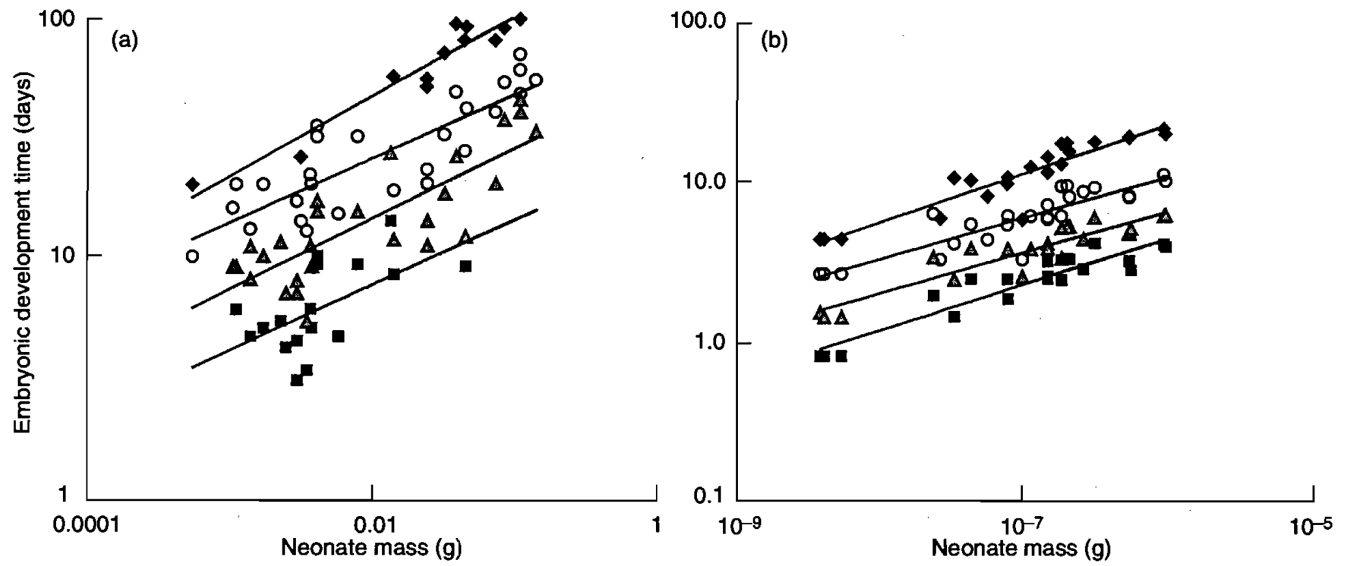 Embryonic development time (days)
(a)
100
10
1
0.0001
0.01
1
Neonate mass (g)
(b)
100.0
10.0
1.0
0.1
10⁻⁹
10⁻⁷
10⁻⁵
Neonate mass (g)